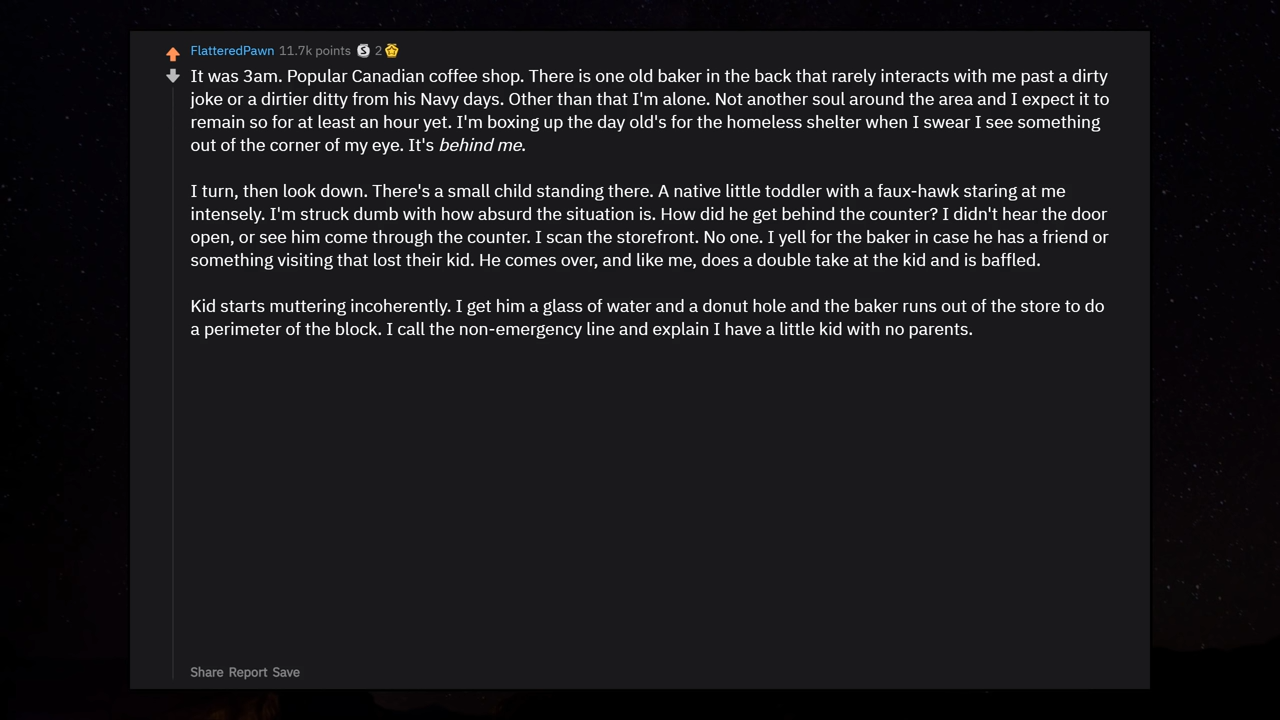 FlatteredPawn 11.7k points S 2
It was 3am. Popular Canadian coffee shop. There is one old baker in the back that rarely interacts with me past a dirty
joke or a dirtier ditty from his Navy days. Other than that I'm alone. Not another soul around the area and I expect it to
remain so for at least an hour yet. I'm boxing up the day old's for the homeless shelter when I swear I see something
out of the corner of my eye. It's behind me.
I turn, then look down. There's a small child standing there. A native little toddler with a faux-hawk staring at me
intensely. I'm struck dumb with how absurd the situation is. How did he get behind the counter? I didn't hear the door
open, or see him come through the counter. I scan the storefront. No one. I yell for the baker in case he has a friend or
something visiting that lost their kid. He comes over, and like me, does a double take at the kid and is baffled.
Kid starts muttering incoherently. I get him a glass of water and a donut hole and the baker runs out of the store to do
a perimeter of the block. I call the non-emergency line and explain I have a little kid with no parents.
Share Report Save